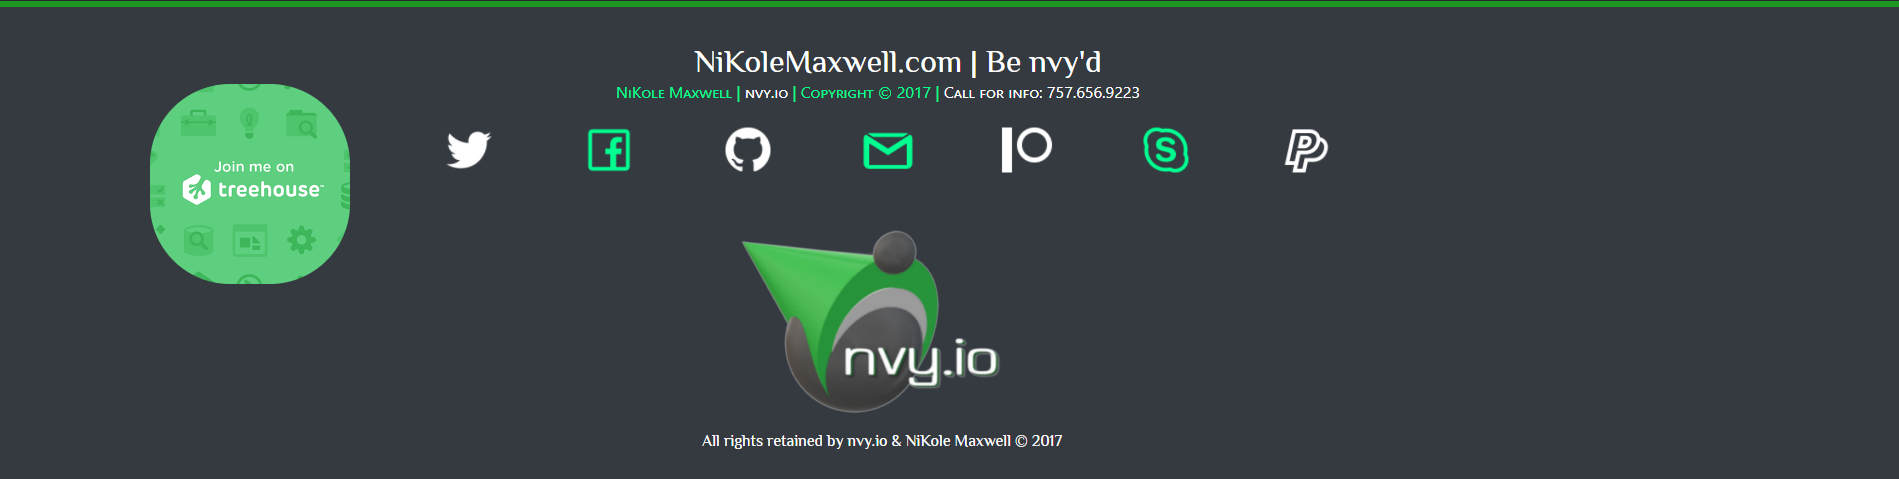 NiKoleMaxwell.com | Be nvy'd
NiKole Maxwell | nvy.io | Copyright © 2017 | Call for info: 757.656.9223
Join me on
treehouse™
nvy.io
All rights retained by nvy.io & NiKole Maxwell © 2017